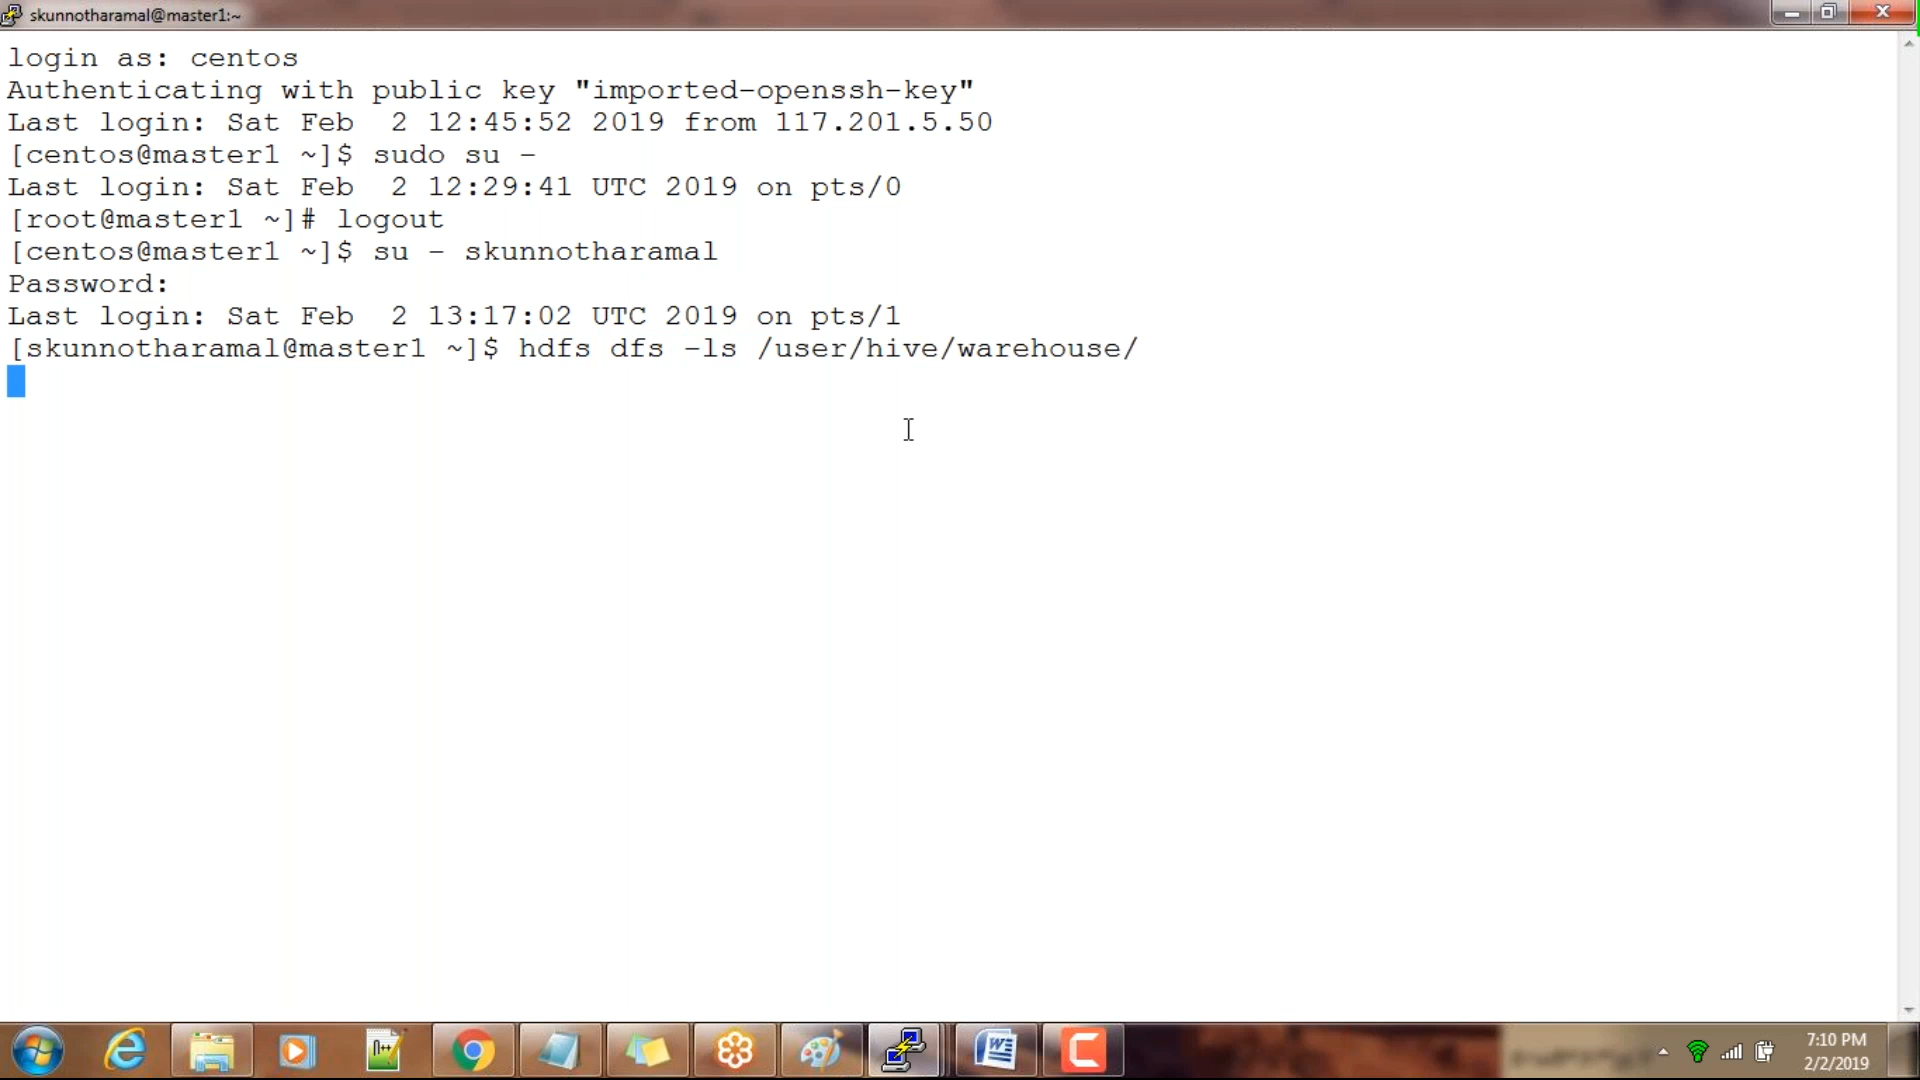 skunnotharamal@master1:~
login as: centos
Authenticating with public key "imported-openssh-key"
Last login: Sat Feb  2 12:45:52 2019 from 117.201.5.50
[centos@master1 ~]$ sudo su -
Last login: Sat Feb  2 12:29:41 UTC 2019 on pts/0
[root@master1 ~]# logout
[centos@master1 ~]$ su - skunnotharamal
Password:
Last login: Sat Feb  2 13:17:02 UTC 2019 on pts/1
[skunnotharamal@master1 ~]$ hdfs dfs -ls /user/hive/warehouse/
7:10 PM
2/2/2019